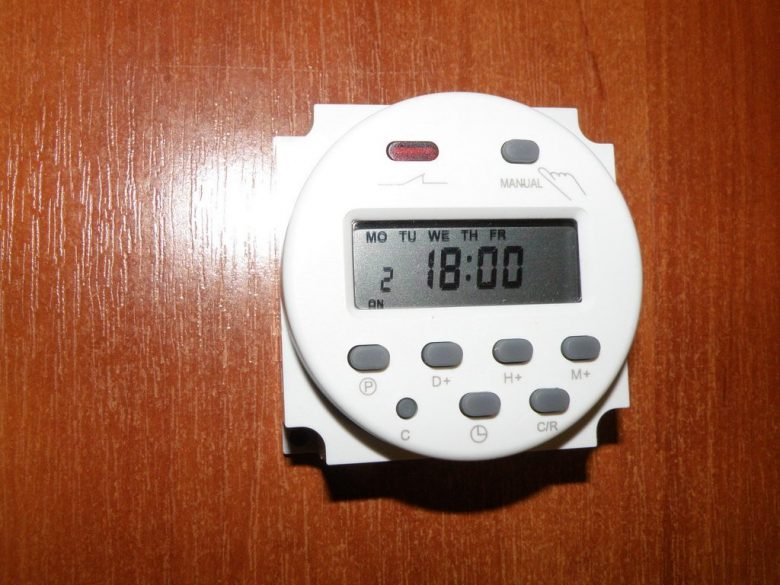 MANUAL
MO TU WE TH FR
2 18:00
ON
P
D+ H+ M+
C C/R